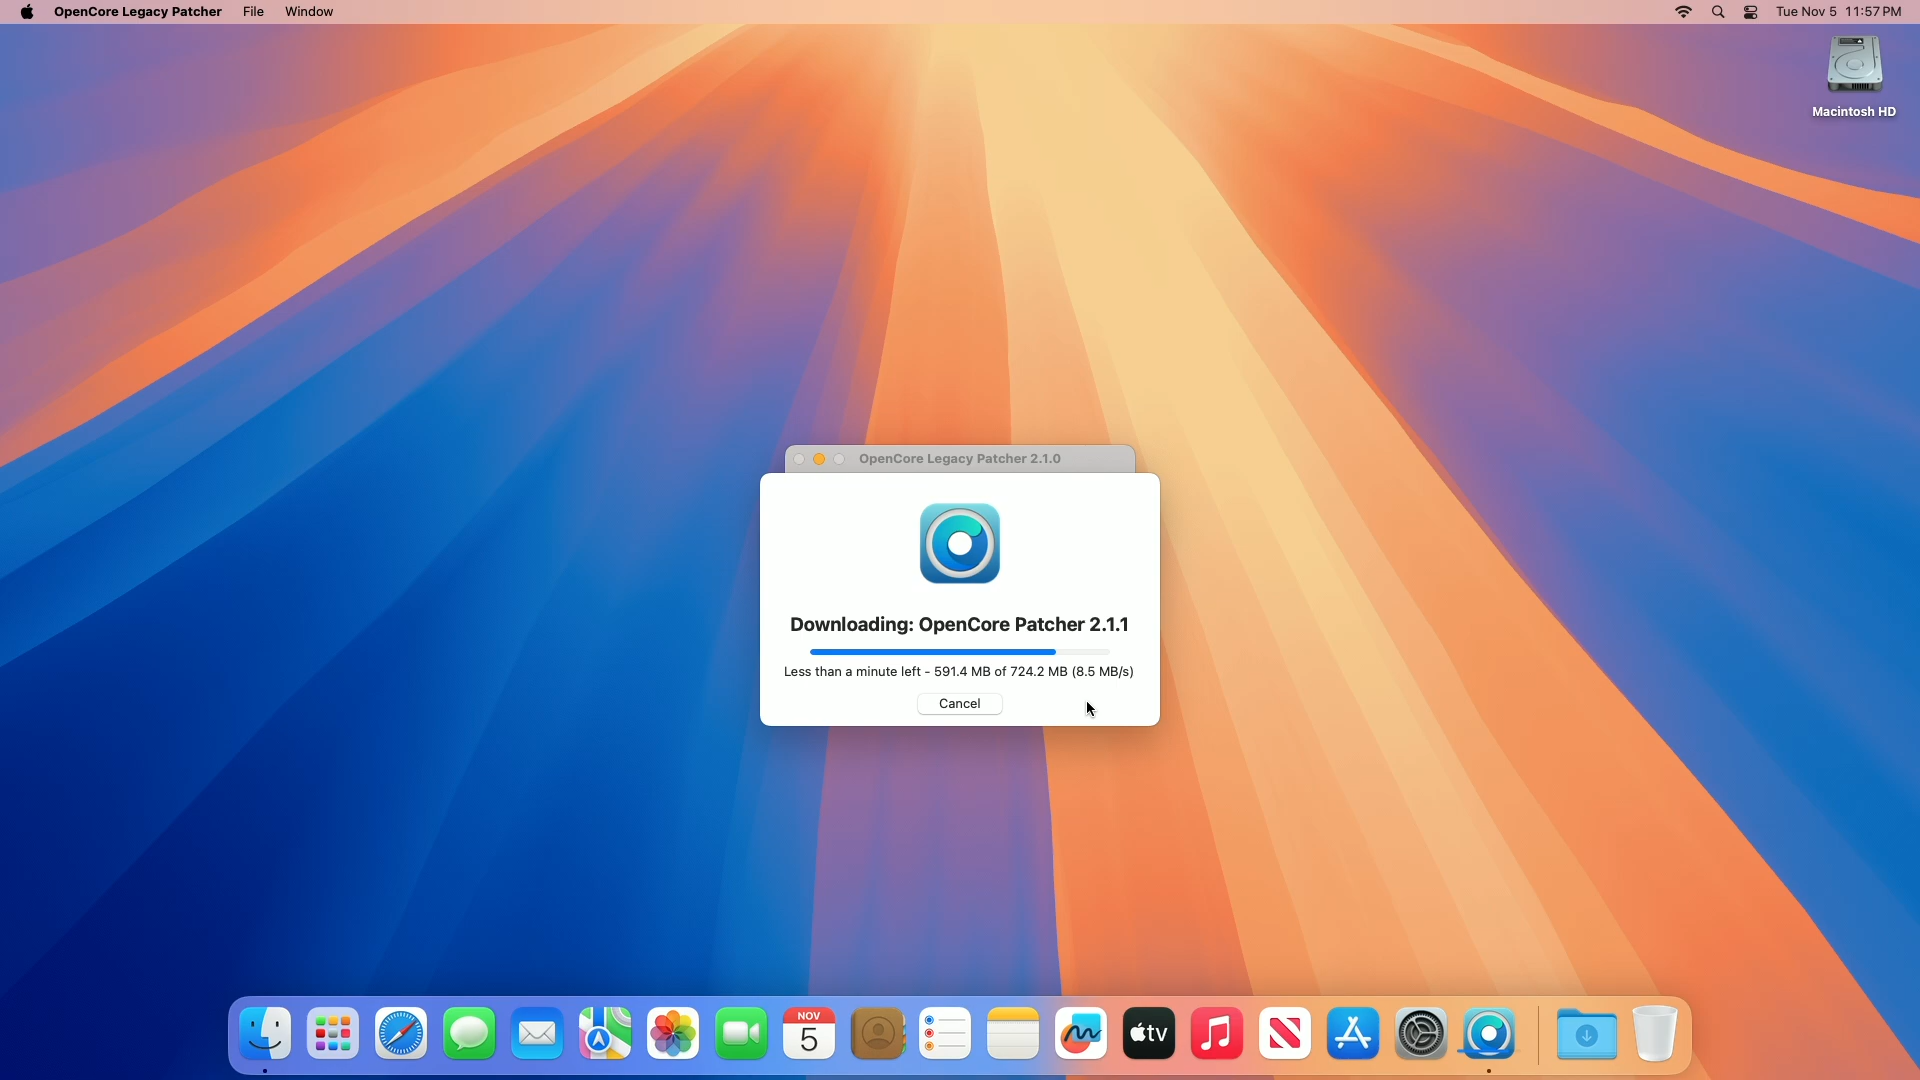 OpenCore Legacy Patcher File Window Tue Nov 5 11:57 PM
Macintosh HD
OpenCore Legacy Patcher 2.1.0
Downloading: OpenCore Patcher 2.1.1
Less than a minute left - 591.4 MB of 724.2 MB (8.5 MB/s)
Cancel
NOV
5
tv